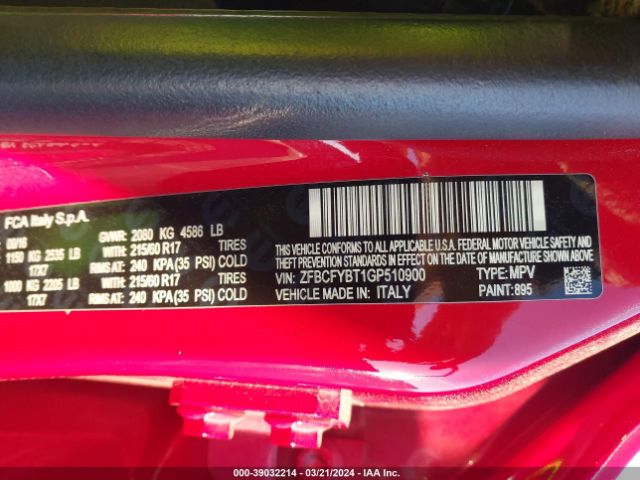 FCA Italy S.p.A.
GVWR: 2080 KG 4586 LB
1150 KG 2535 LB WITH: 215/60 R17 TIRES
17X7 RIMS AT: 240 KPA(35 PSI) COLD
1000 KG 2205 LB WITH: 215/60 R17 TIRES
17X7 RIMS AT: 240 KPA(35 PSI) COLD
THIS VEHICLE CONFORMS TO ALL APPLICABLE U.S.A. FEDERAL MOTOR
VEHICLE SAFETY, BUMPER, AND THEFT
PREVENTION STANDARDS IN EFFECT ON THE
DATE OF MANUFACTURE SHOWN ABOVE.
VIN: ZFBCFYBT1GP510900 TYPE: MPV
VEHICLE MADE IN: ITALY PAINT: 895
000-39032214 - 03/21/2024 - IAA Inc.